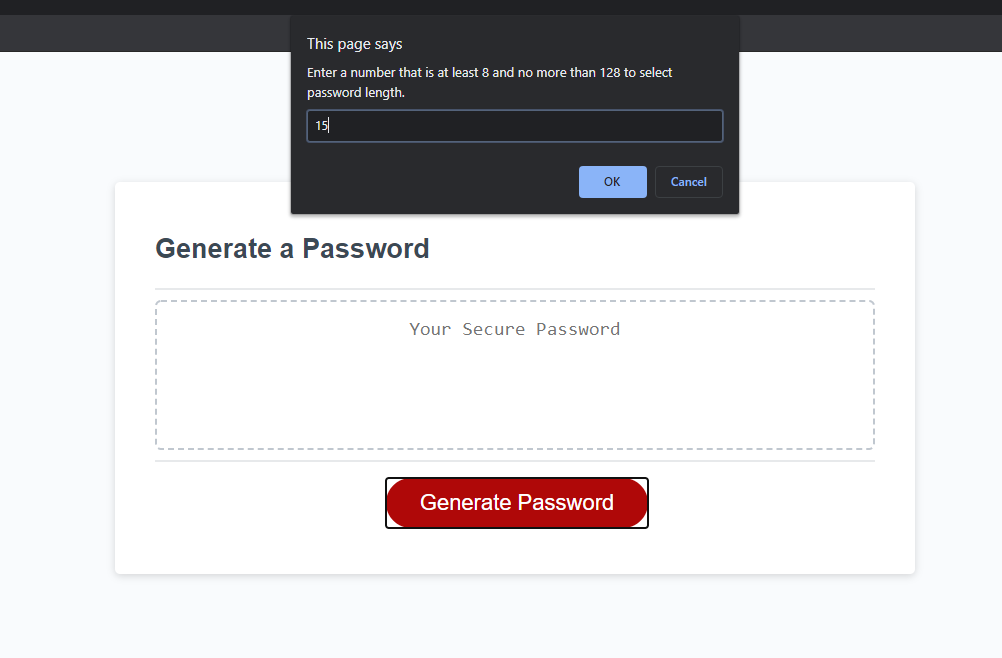 This page says
Enter a number that is at least 8 and no more than 128 to select
password length.
15
OK
Cancel
Generate a Password
Your Secure Password
Generate Password